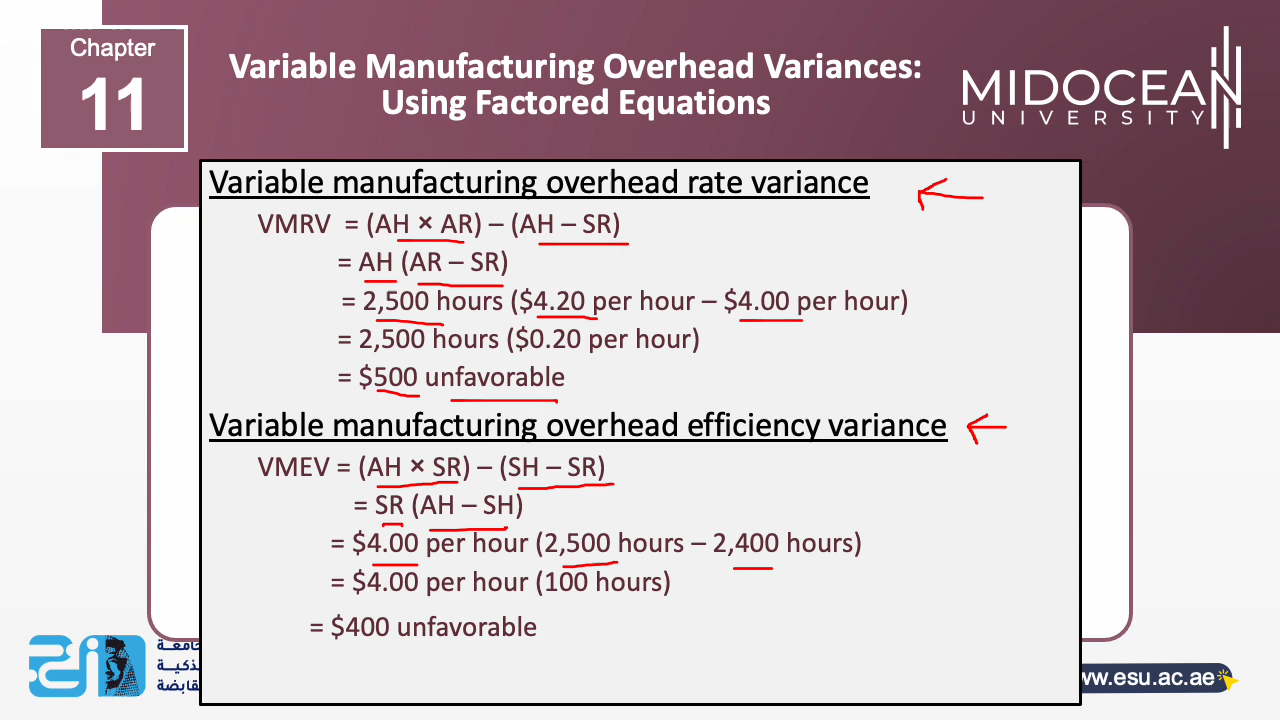 Chapter
11
Variable Manufacturing Overhead Variances:
Using Factored Equations
MIDOCEAN
UNIVERSITY
Variable manufacturing overhead rate variance
VMRV = (AH × AR) – (AH – SR)
= AH (AR – SR)
= 2,500 hours ($4.20 per hour – $4.00 per hour)
= 2,500 hours ($0.20 per hour)
= $500 unfavorable
Variable manufacturing overhead efficiency variance
VMEV = (AH × SR) – (SH – SR)
= SR (AH – SH)
= $4.00 per hour (2,500 hours – 2,400 hours)
= $4.00 per hour (100 hours)
= $400 unfavorable
ww.esu.ac.ae